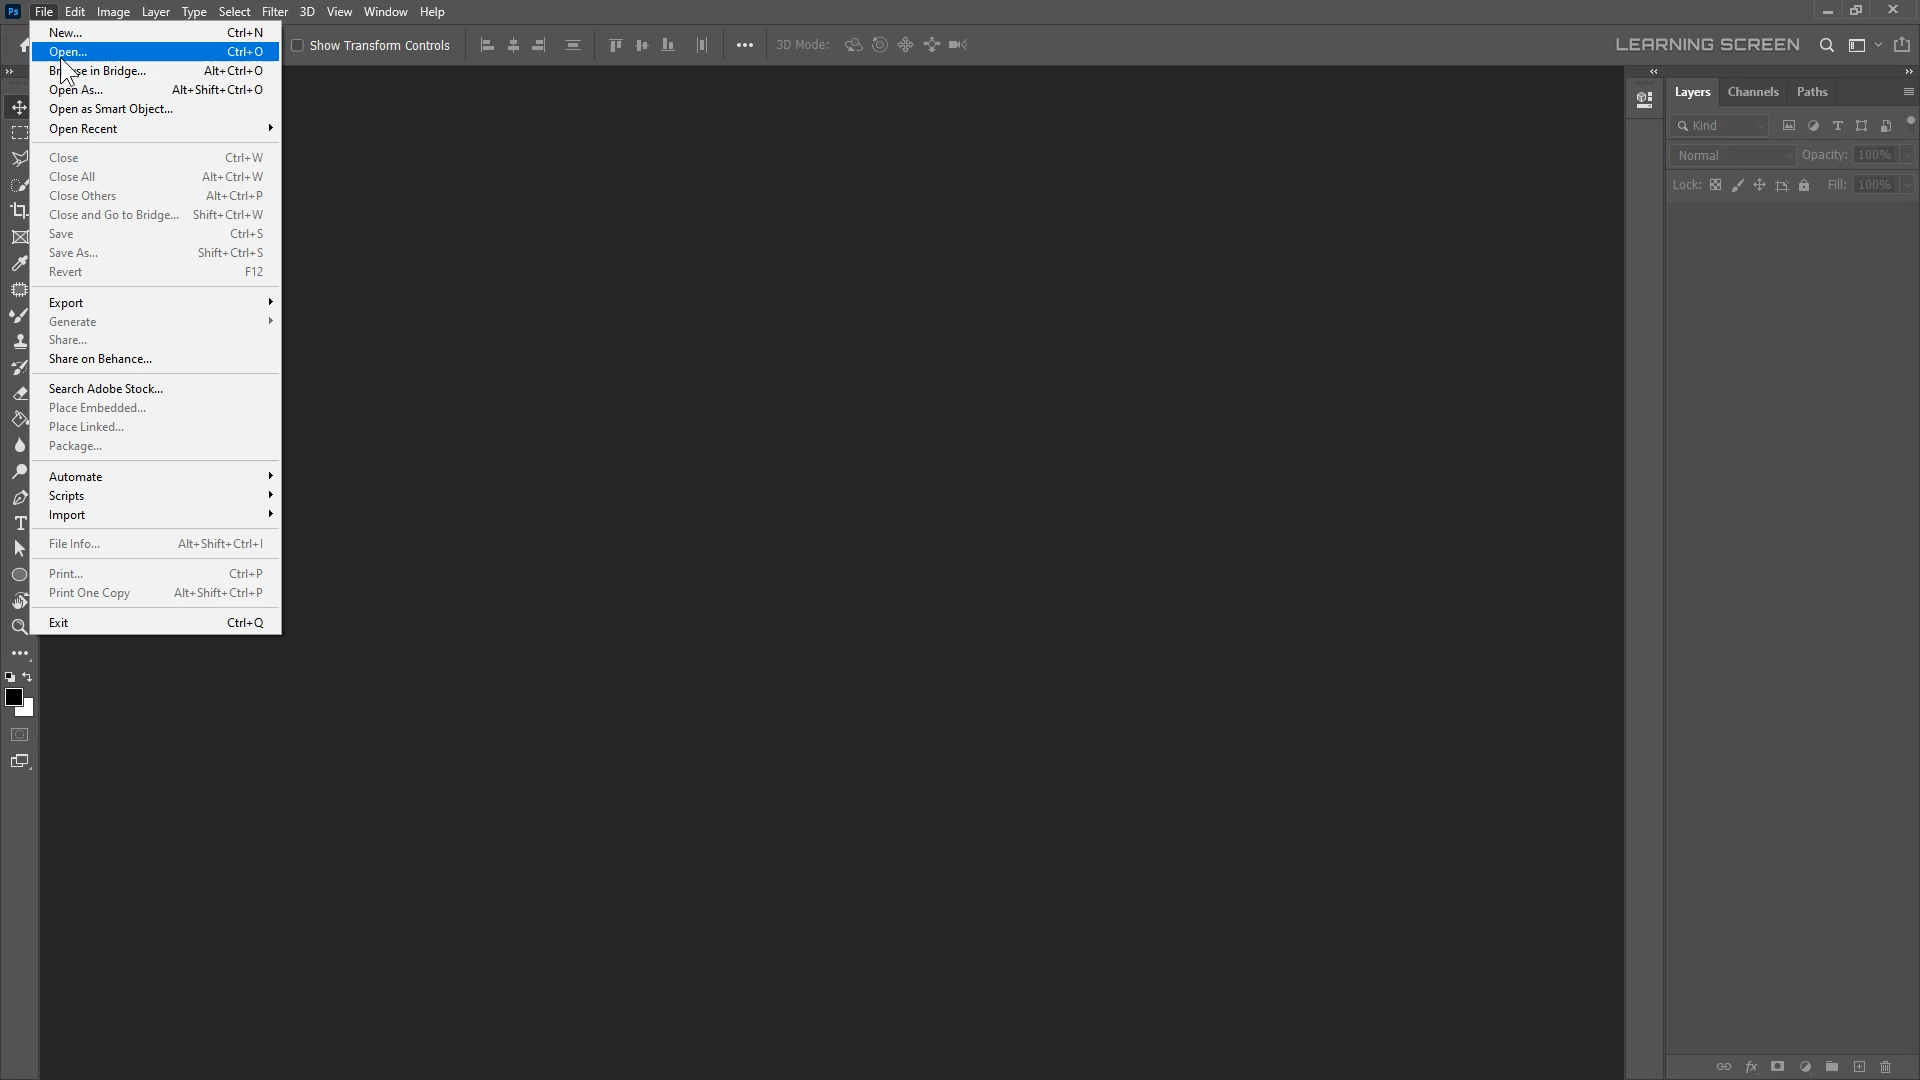 Ps File Edit Image Layer Type Select Filter 3D View Window Help
Show Transform Controls 3D Mode: LEARNING SCREEN
New... Ctrl+N
Open... Ctrl+O
Browse in Bridge... Alt+Ctrl+O
Open As... Alt+Shift+Ctrl+O
Open as Smart Object...
Open Recent
Close Ctrl+W
Close All Alt+Ctrl+W
Close Others Alt+Ctrl+P
Close and Go to Bridge... Shift+Ctrl+W
Save Ctrl+S
Save As... Shift+Ctrl+S
Revert F12
Export
Generate
Share...
Share on Behance...
Search Adobe Stock...
Place Embedded...
Place Linked...
Package...
Automate
Scripts
Import
File Info... Alt+Shift+Ctrl+I
Print... Ctrl+P
Print One Copy Alt+Shift+Ctrl+P
Exit Ctrl+Q
Layers Channels Paths
Kind
Normal Opacity: 100%
Lock: Fill: 100%
fx